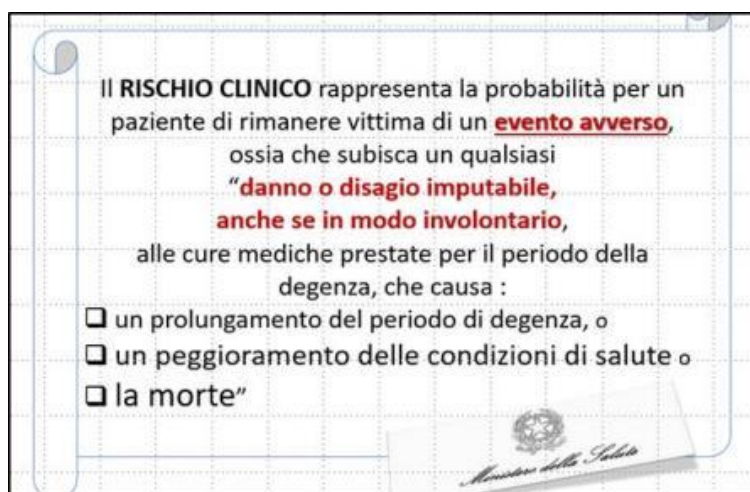 Il RISCHIO CLINICO rappresenta la probabilità per un
paziente di rimanere vittima di un evento avverso,
ossia che subisca un qualsiasi
“danno o disagio imputabile,
anche se in modo involontario,
alle cure mediche prestate per il periodo della
degenza, che causa :
❑ un prolungamento del periodo di degenza, o
❑ un peggioramento delle condizioni di salute o
❑ la morte”
Ministero della Salute